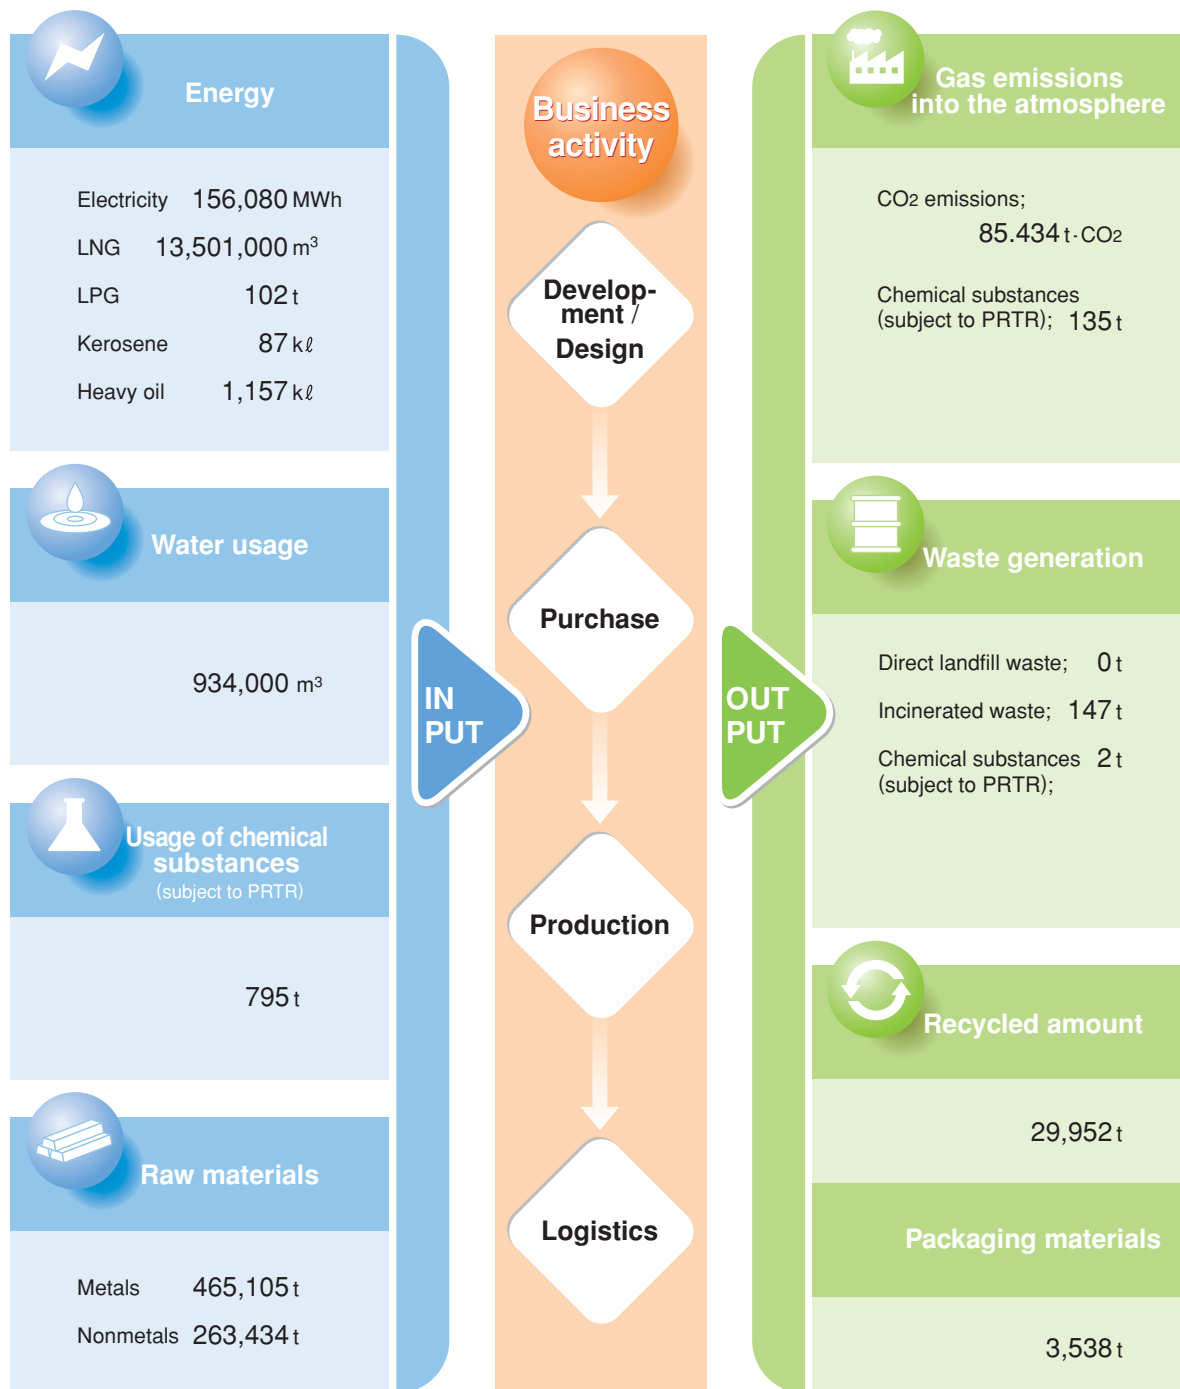 Energy
Electricity 156,080 MWh
LNG 13,501,000 m³
LPG 102 t
Kerosene 87 kℓ
Heavy oil 1,157 kℓ
Water usage
934,000 m³
Usage of chemical
substances
(subject to PRTR)
795 t
Raw materials
Metals 465,105 t
Nonmetals 263,434 t
IN
PUT
Business
activity
Develop-
ment /
Design
Purchase
Production
Logistics
OUT
PUT
Gas emissions
into the atmosphere
CO2 emissions;
85.434 t·CO2
Chemical substances
(subject to PRTR); 135 t
Waste generation
Direct landfill waste; 0 t
Incinerated waste; 147 t
Chemical substances 2 t
(subject to PRTR);
Recycled amount
29,952 t
Packaging materials
3,538 t